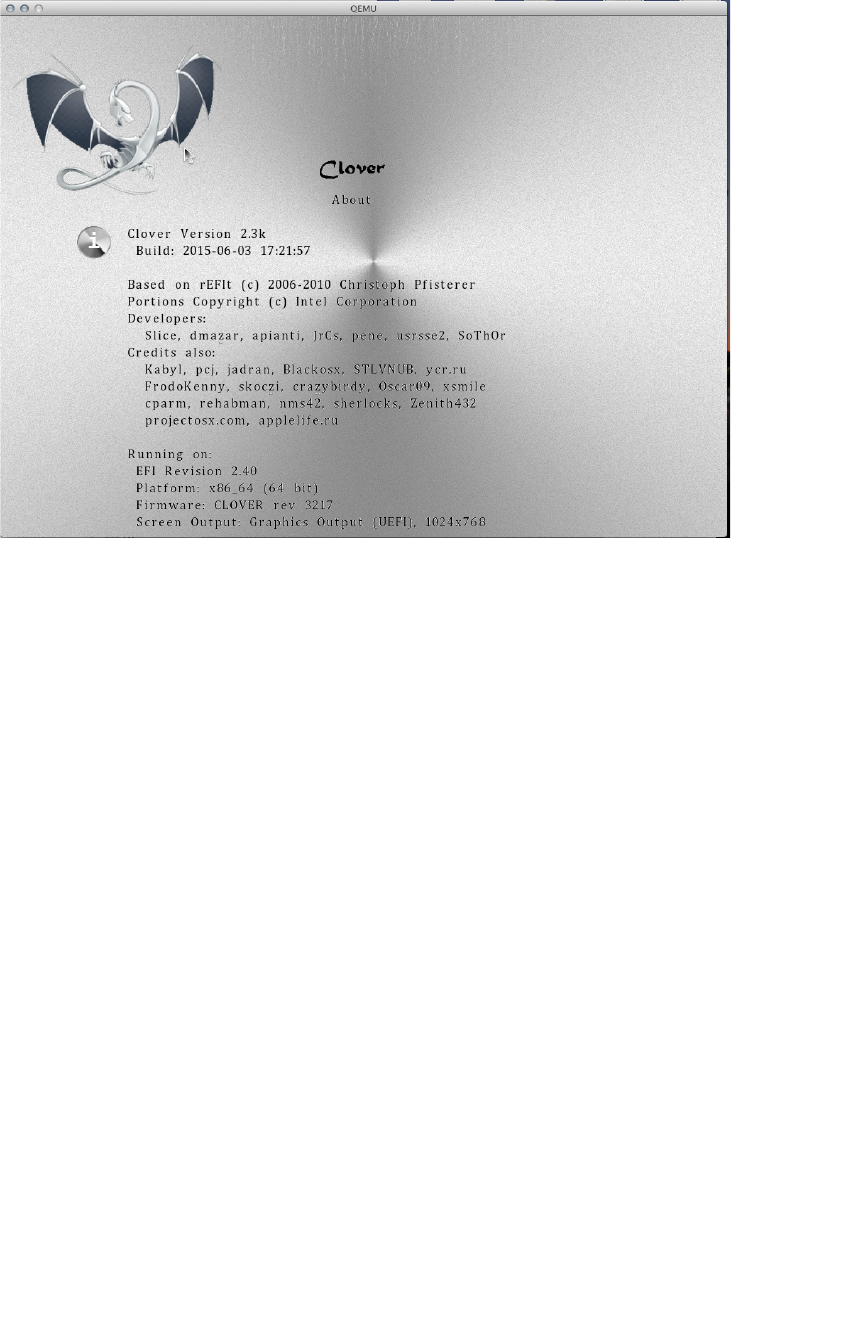 QEMU
Clover
About
Clover Version 2.3k
Build: 2015-06-03 17:21:57
Based on rEFIt (c) 2006-2010 Christoph Pfisterer
Portions Copyright (c) Intel Corporation
Developers:
Slice, dmazar, apianti, JrCs, pene, usrsse2, SoThOr
Credits also:
Kabyl, pcj, jadran, Blackosx, STLVNUB, ycr.ru
FrodoKenny, skoczi, crazybirdy, Oscar09, xsmile
cparm, rehabman, nms42, sherlocks, Zenith432
projectosx.com, applelife.ru
Running on:
EFI Revision 2.40
Platform: x86_64 (64 bit)
Firmware: CLOVER rev 3217
Screen Output: Graphics Output (UEFI), 1024x768